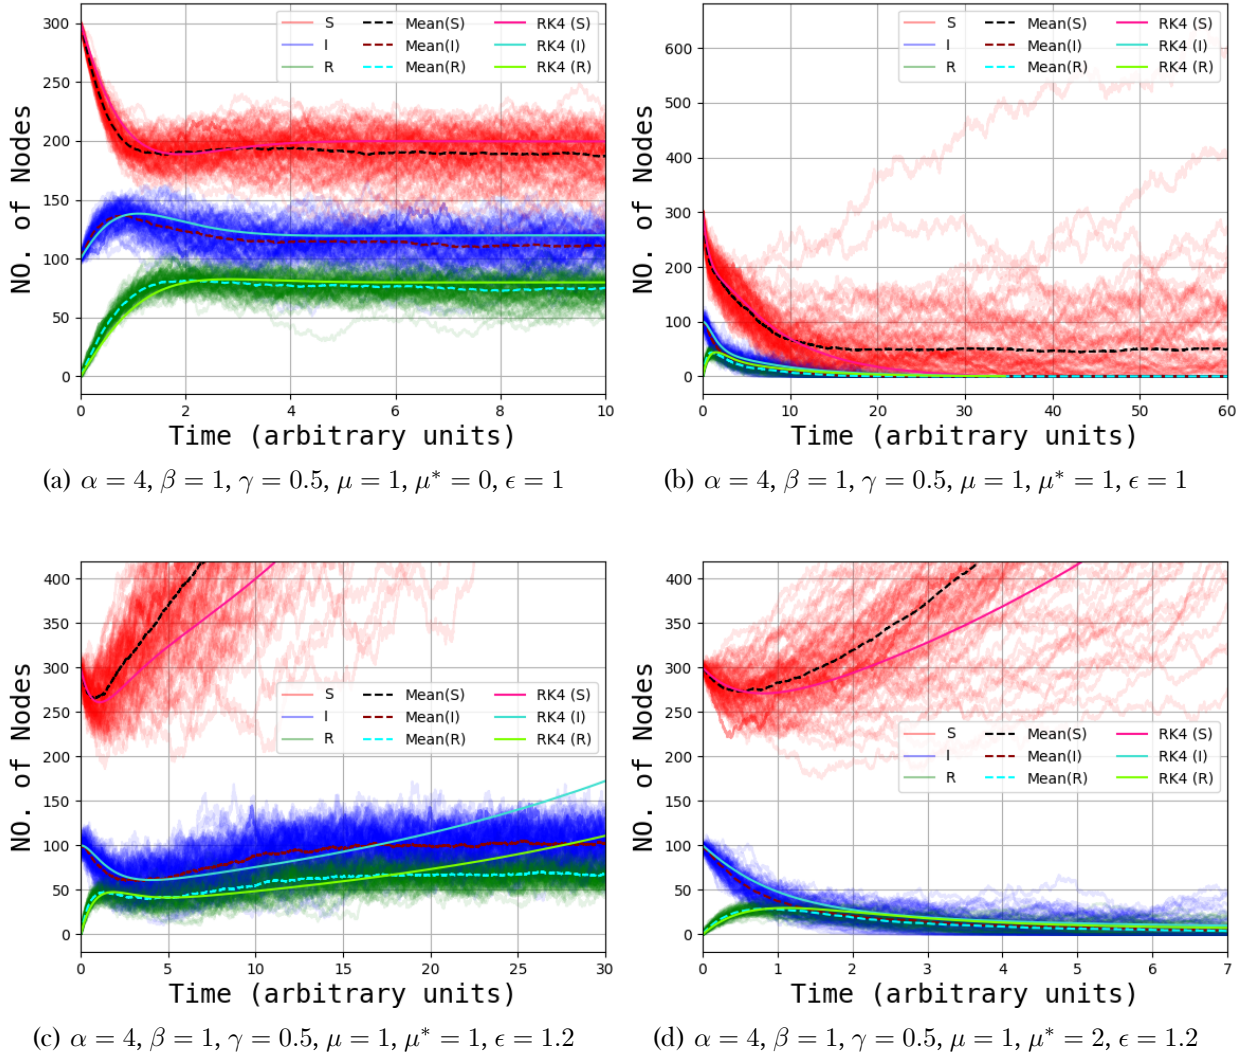 S Mean(S) RK4 (S)
I Mean(I) RK4 (I)
R Mean(R) RK4 (R)
NO. of Nodes
300
250
200
150
100
50
0
0 2 4 6 8 10
Time (arbitrary units)
(a) α = 4, β = 1, γ = 0.5, μ = 1, μ* = 0, ϵ = 1
S Mean(S) RK4 (S)
I Mean(I) RK4 (I)
R Mean(R) RK4 (R)
NO. of Nodes
600
500
400
300
200
100
0
0 10 20 30 40 50 60
Time (arbitrary units)
(b) α = 4, β = 1, γ = 0.5, μ = 1, μ* = 1, ϵ = 1
NO. of Nodes
400
350
300
250
200
150
100
50
0
S Mean(S) RK4 (S)
I Mean(I) RK4 (I)
R Mean(R) RK4 (R)
0 5 10 15 20 25 30
Time (arbitrary units)
(c) α = 4, β = 1, γ = 0.5, μ = 1, μ* = 1, ϵ = 1.2
NO. of Nodes
400
350
300
250
200
150
100
50
0
S Mean(S) RK4 (S)
I Mean(I) RK4 (I)
R Mean(R) RK4 (R)
0 1 2 3 4 5 6 7
Time (arbitrary units)
(d) α = 4, β = 1, γ = 0.5, μ = 1, μ* = 2, ϵ = 1.2